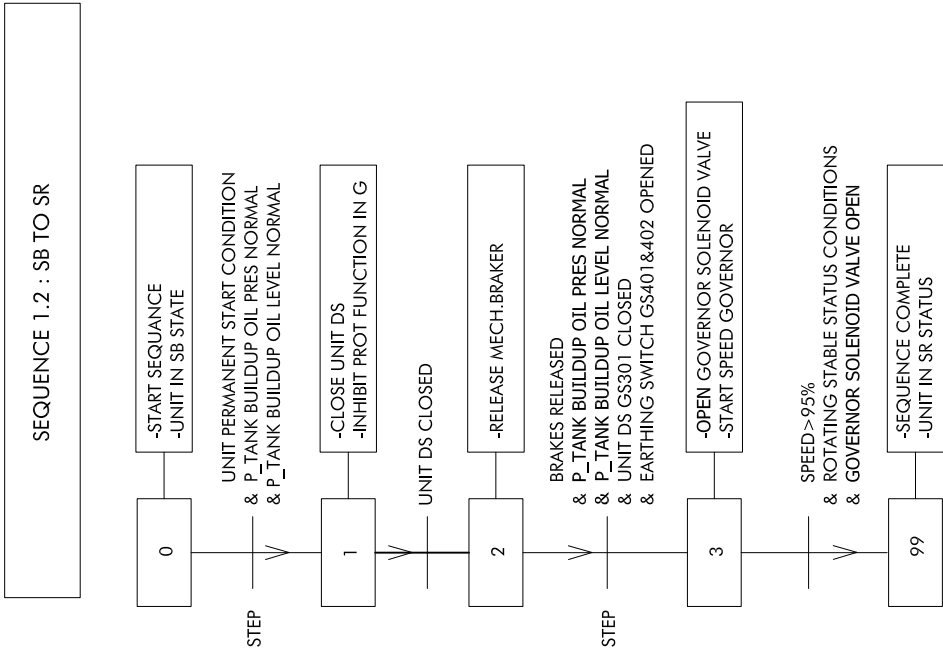 SEQUENCE 1.2 : SB TO SR
0
-START SEQUANCE
-UNIT IN SB STATE
STEP
UNIT PERMANENT START CONDITION
& P_TANK BUILDUP OIL PRES NORMAL
& P_TANK BUILDUP OIL LEVEL NORMAL
1
-CLOSE UNIT DS
-INHIBIT PROT FUNCTION IN G
UNIT DS CLOSED
2
-RELEASE MECH.BRAKER
STEP
BRAKES RELEASED
& P_TANK BUILDUP OIL PRES NORMAL
& P_TANK BUILDUP OIL LEVEL NORMAL
& UNIT DS GS301 CLOSED
& EARTHING SWITCH GS401&402 OPENED
3
-OPEN GOVERNOR SOLENOID VALVE
-START SPEED GOVERNOR
SPEED>95%
& ROTATING STABLE STATUS CONDITIONS
& GOVERNOR SOLENOID VALVE OPEN
99
-SEQUENCE COMPLETE
-UNIT IN SR STATUS